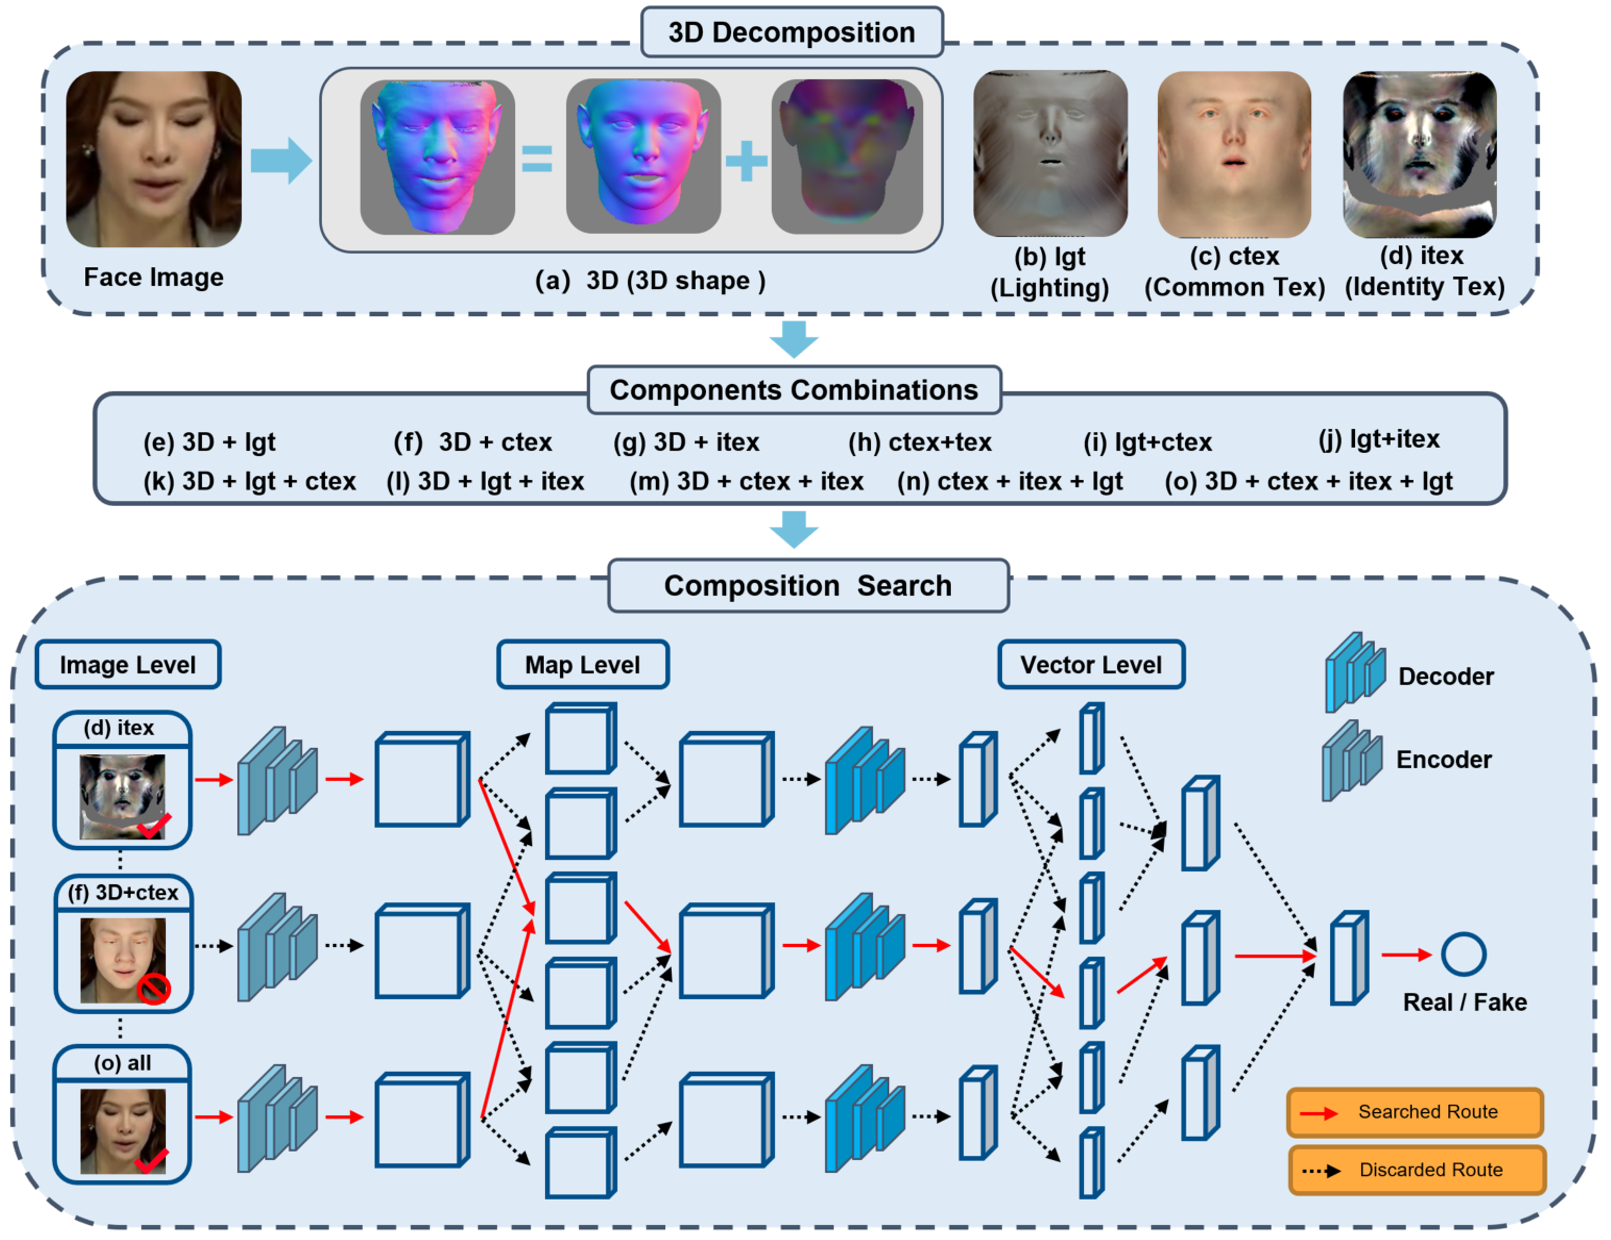 3D Decomposition
Face Image
(a) 3D (3D shape )
(b) lgt
(Lighting)
(c) ctex
(Common Tex)
(d) itex
(Identity Tex)
Components Combinations
(e) 3D + lgt
(f) 3D + ctex
(g) 3D + itex
(h) ctex+tex
(i) lgt+ctex
(j) lgt+itex
(k) 3D + lgt + ctex
(l) 3D + lgt + itex
(m) 3D + ctex + itex
(n) ctex + itex + lgt
(o) 3D + ctex + itex + lgt
Composition Search
Image Level
Map Level
Vector Level
Decoder
Encoder
(d) itex
(f) 3D+ctex
(o) all
Real / Fake
Searched Route
Discarded Route